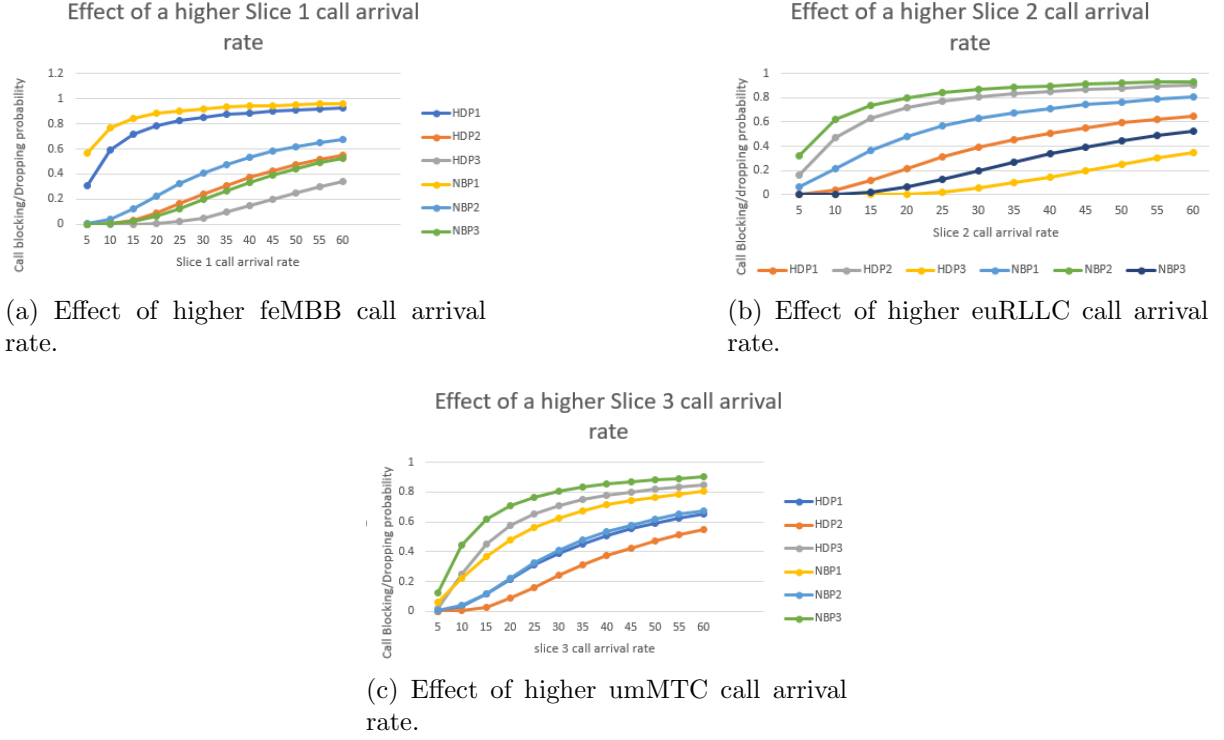 Effect of a higher Slice 1 call arrival
rate
Call blocking/Dropping probability
1.2
1
0.8
0.6
0.4
0.2
0
5 10 15 20 25 30 35 40 45 50 55 60
Slice 1 call arrival rate
HDP1
HDP2
HDP3
NBP1
NBP2
NBP3
(a) Effect of higher feMBB call arrival
rate.
Effect of a higher Slice 2 call arrival
rate
Call Blocking/dropping probability
1
0.8
0.6
0.4
0.2
0
5 10 15 20 25 30 35 40 45 50 55 60
Slice 2 call arrival rate
HDP1 HDP2 HDP3 NBP1 NBP2 NBP3
(b) Effect of higher euRLLC call arrival
rate.
Effect of a higher Slice 3 call arrival
rate
Call Blocking/Dropping probability
1
0.8
0.6
0.4
0.2
0
5 10 15 20 25 30 35 40 45 50 55 60
slice 3 call arrival rate
HDP1
HDP2
HDP3
NBP1
NBP2
NBP3
(c) Effect of higher umMTC call arrival
rate.